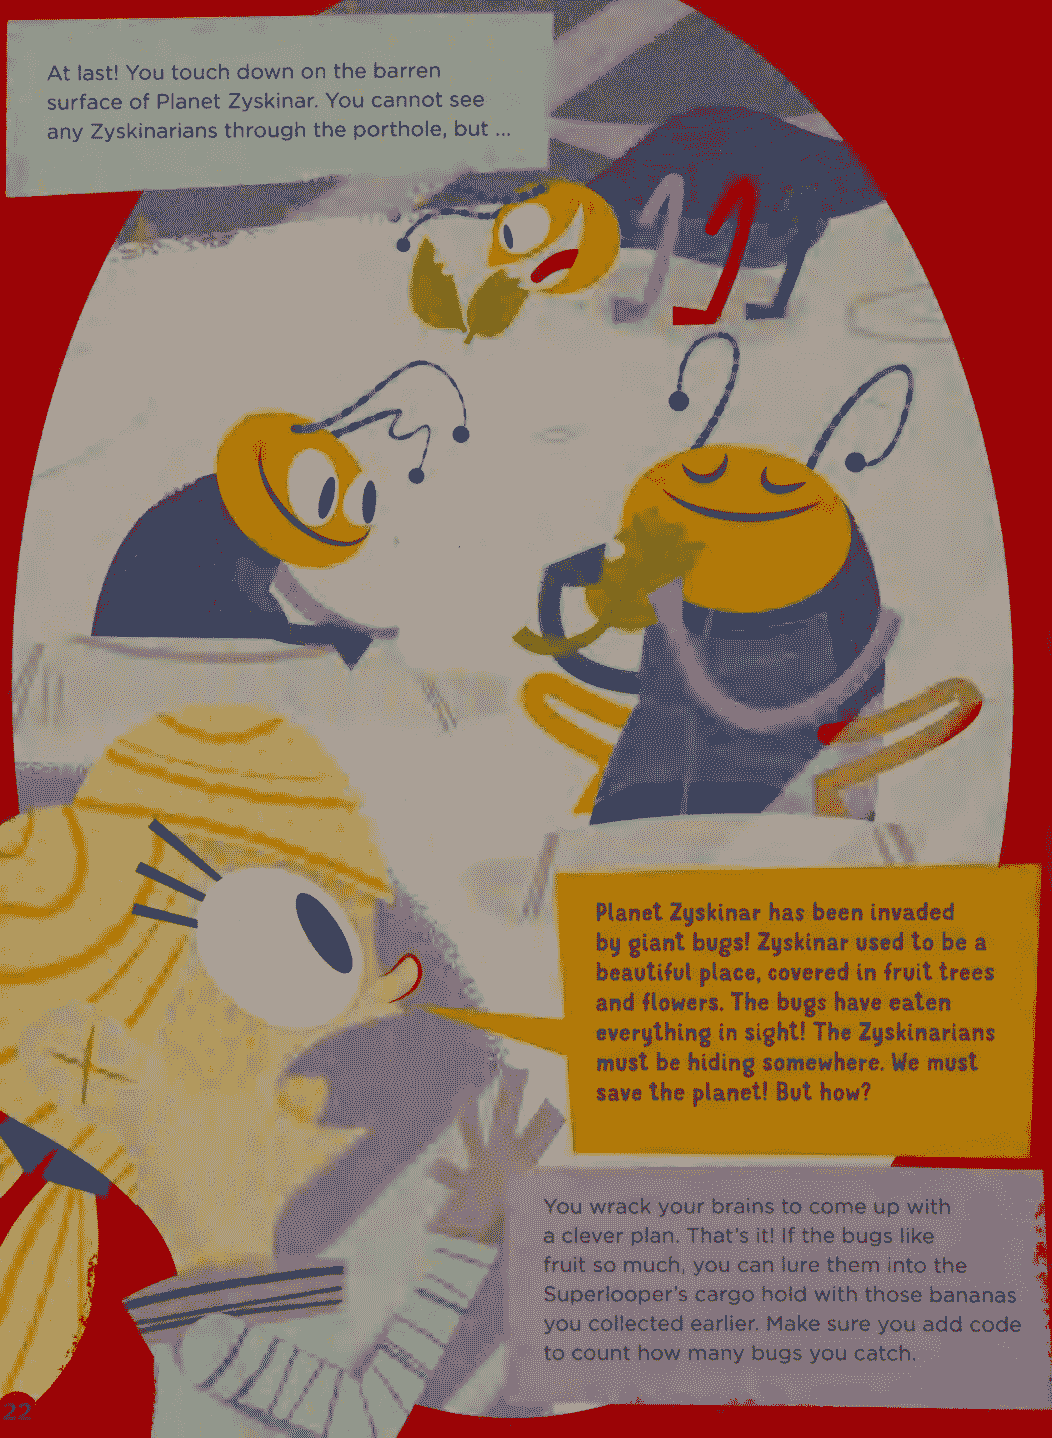 At last! You touch down on the barren
surface of Planet Zyskinar. You cannot see
any Zyskinarians through the porthole, but ...
Planet Zyskinar has been invaded
by giant bugs! Zyskinar used to be a
beautiful place, covered in fruit trees
and flowers. The bugs have eaten
everything in sight! The Zyskinarians
must be hiding somewhere. We must
save the planet! But how?
You wrack your brains to come up with
a clever plan. That's it! If the bugs like
fruit so much, you can lure them into the
Superlooper's cargo hold with those bananas
you collected earlier. Make sure you add code
to count how many bugs you catch.
22